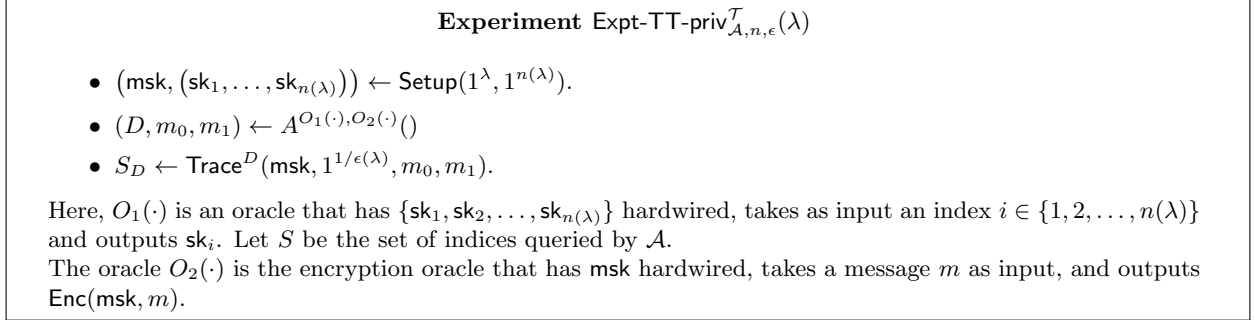 Experiment Expt-TT-priv^𝒯_{𝒜,n,ϵ}(λ)
• (msk, (sk_1, …, sk_{n(λ)})) ← Setup(1^λ, 1^{n(λ)}).
• (D, m_0, m_1) ← A^{O_1(·),O_2(·)}()
• S_D ← Trace^D(msk, 1^{1/ϵ(λ)}, m_0, m_1).
Here, O_1(·) is an oracle that has {sk_1, sk_2, …, sk_{n(λ)}} hardwired, takes as input an index i ∈ {1, 2, …, n(λ)}
and outputs sk_i. Let S be the set of indices queried by 𝒜.
The oracle O_2(·) is the encryption oracle that has msk hardwired, takes a message m as input, and outputs
Enc(msk, m).